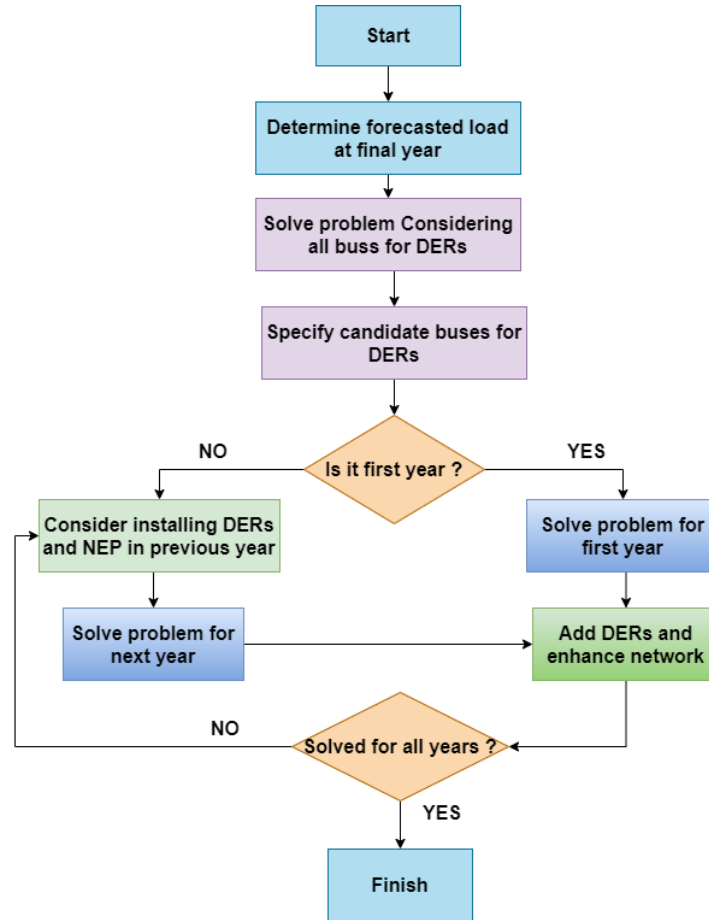 Start
Determine forecasted load
at final year
Solve problem Considering
all buss for DERs
Specify candidate buses for
DERs
NO
YES
Is it first year ?
Consider installing DERs
and NEP in previous year
Solve problem for
first year
Solve problem for
next year
Add DERs and
enhance network
NO
Solved for all years ?
YES
Finish